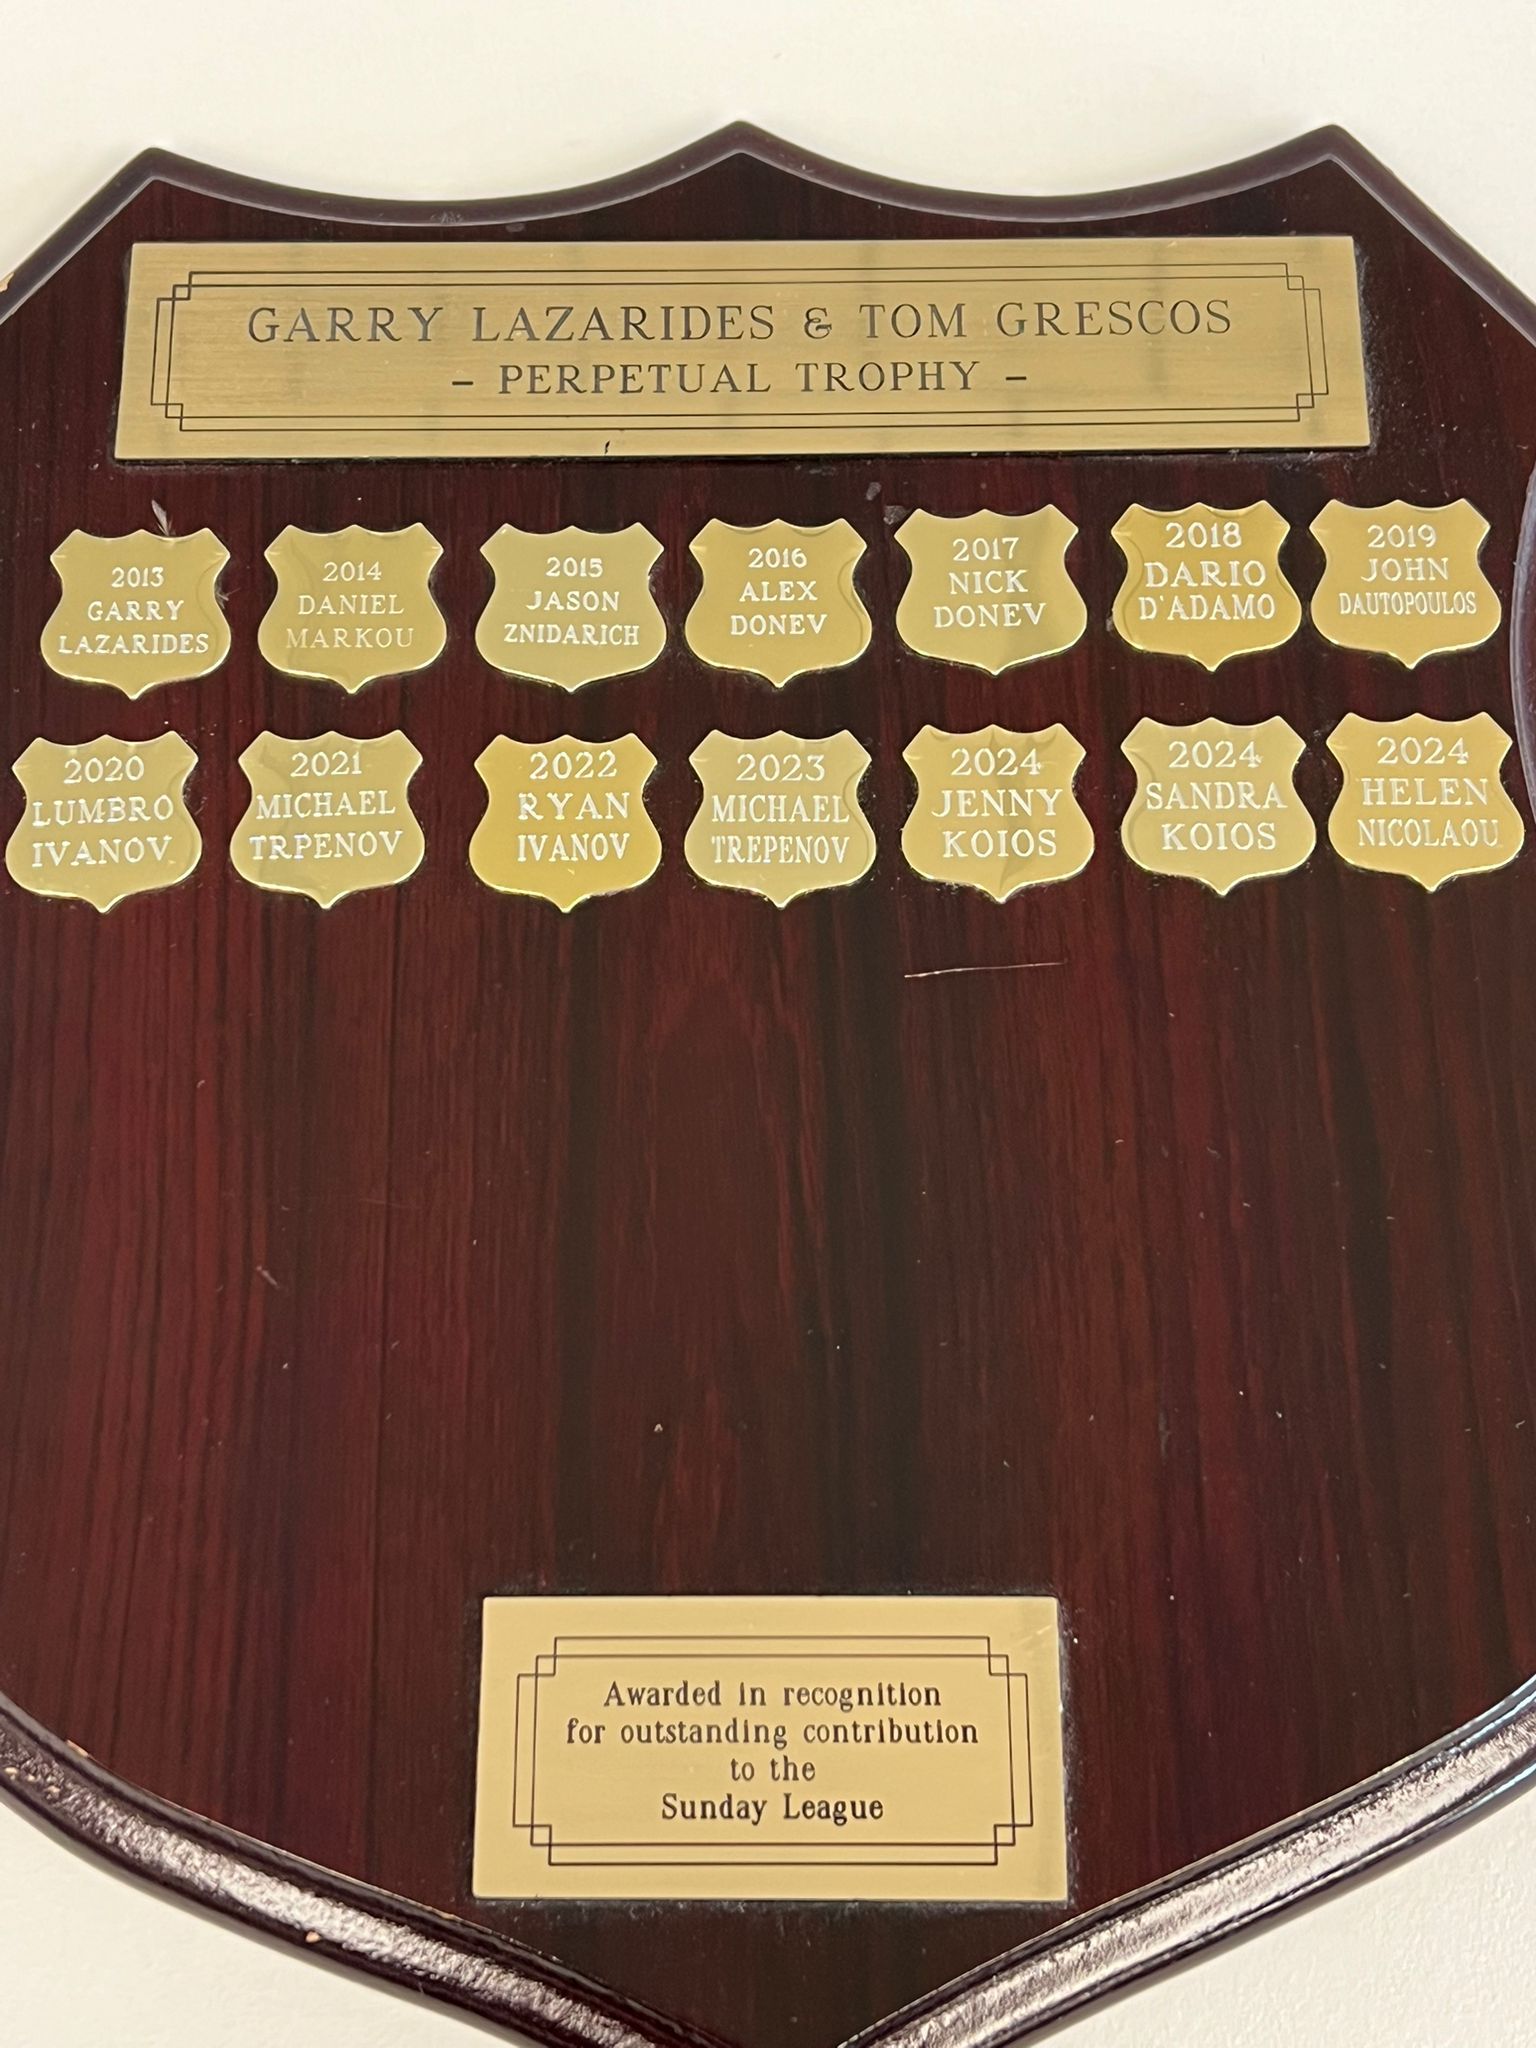 GARRY LAZARIDES & TOM GRESCOS
- PERPETUAL TROPHY -
2013
GARRY
LAZARIDES
2014
DANIEL
MARKOU
2015
JASON
ZNIDARICH
2016
ALEX
DONEV
2017
NICK
DONEV
2018
DARIO
D'ADAMO
2019
JOHN
DAUTOPOULOS
2020
LUMBRO
IVANOV
2021
MICHAEL
TRPENOV
2022
RYAN
IVANOV
2023
MICHAEL
TREPENOV
2024
JENNY
KOIOS
2024
SANDRA
KOIOS
2024
HELEN
NICOLAOU
Awarded in recognition
for outstanding contribution
to the
Sunday League